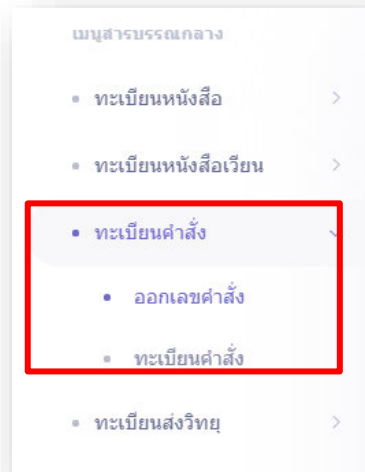 เมนูสารบรรณกลาง
ทะเบียนหนังสือ
ทะเบียนหนังสือเวียน
ทะเบียนคำสั่ง
ออกเลขคำสั่ง
ทะเบียนคำสั่ง
ทะเบียนส่งวิทยุ